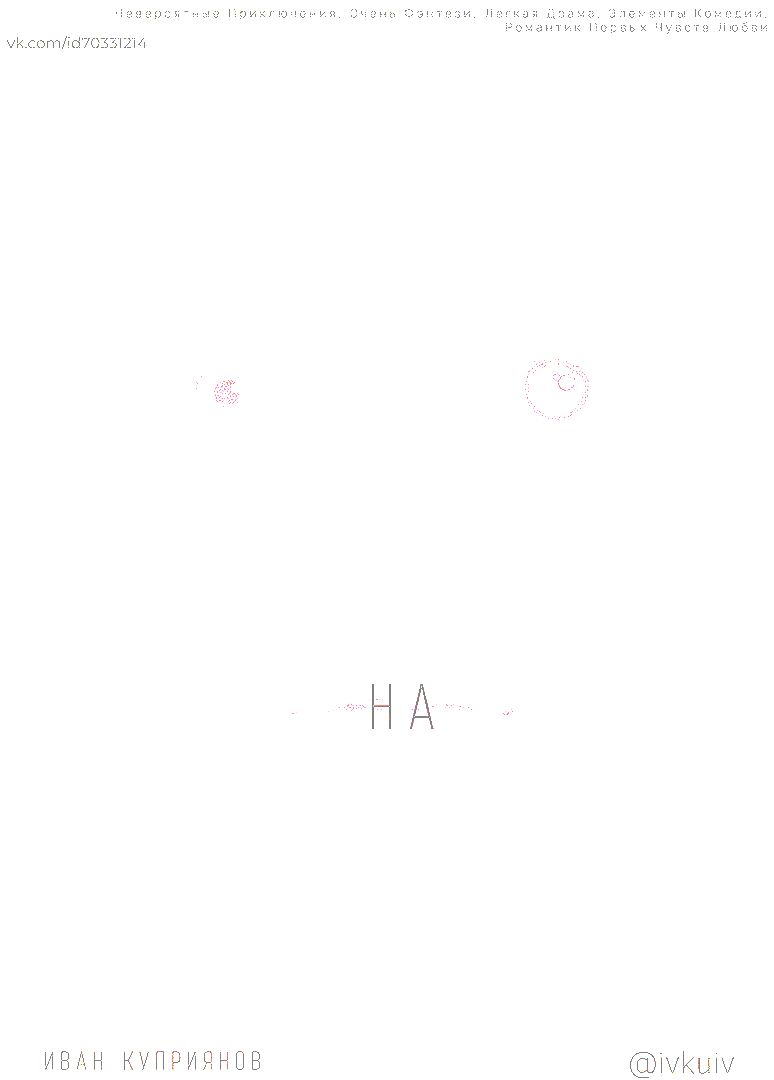 Невероятные Приключения. Очень Фэнтези. Легкая Драма. Элементы Комедии.
Романтик Первых Чувств Любви
vk.com/id70331214
НА
ИВАН КУПРИЯНОВ
@ivkuiv